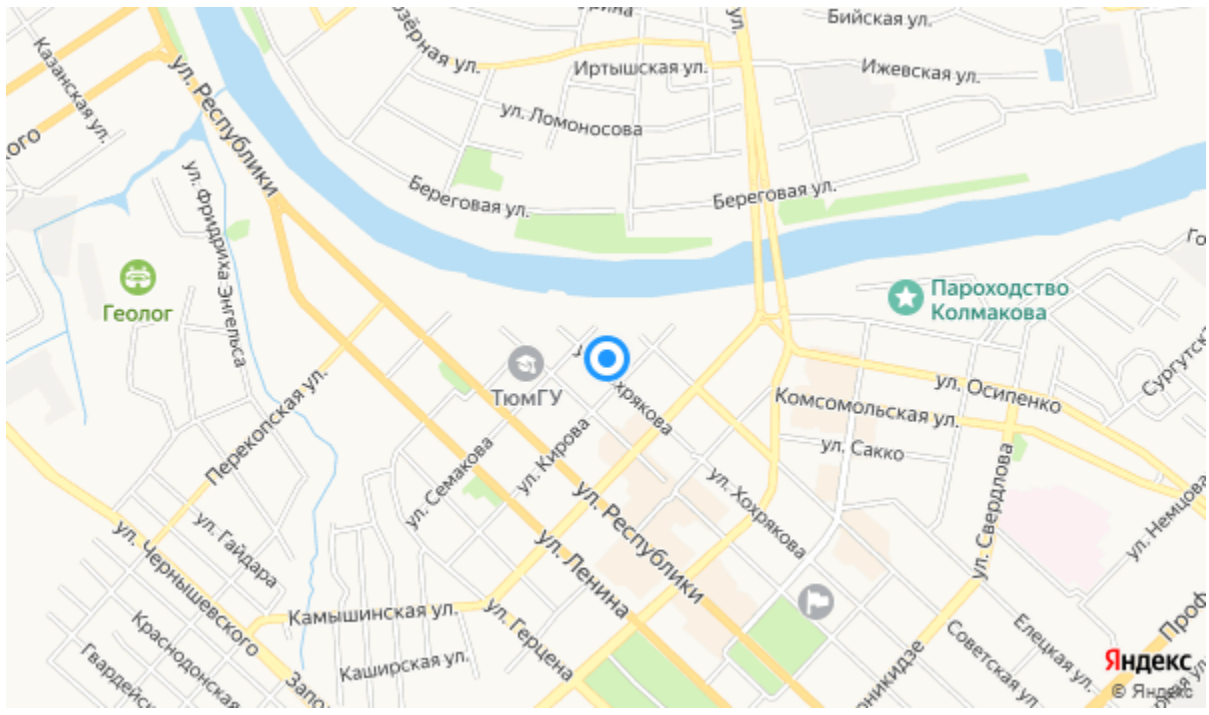 Бийская ул.
Иртышская ул.
Ижевская ул.
Казанская ул.
ул. Республики
ул. Ломоносова
Береговая ул.
Береговая ул.
ул. Фридриха Энгельса
Геолог
Пароходство
Колмакова
ТюмГУ
Перекопская ул.
ул. Хохрякова
ул. Осипенко
Комсомольская ул.
ул. Сакко
ул. Семакова
ул. Кирова
ул. Хохрякова
ул. Свердлова
ул. Немцова
ул. Гайдара
ул. Чернышевского
ул. Республики
ул. Ленина
Камышинская ул.
ул. Герцена
Каширская ул.
Краснодонская
Советская ул.
Елецкая ул.
Яндекс
© Яндекс